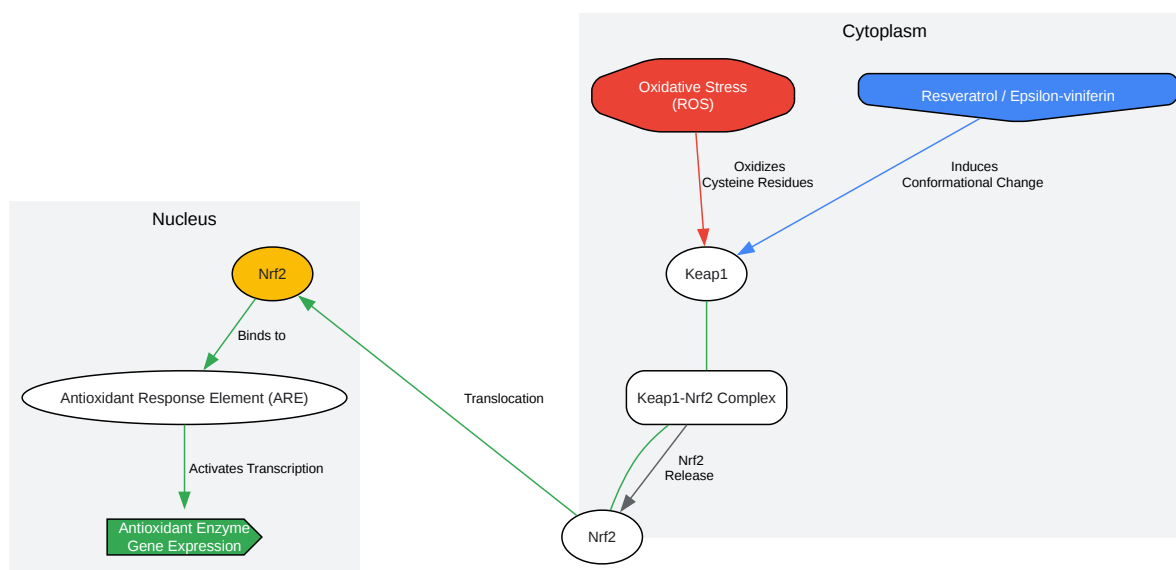 Cytoplasm
Oxidative Stress
(ROS)
Resveratrol / Epsilon-viniferin
Oxidizes
Cysteine Residues
Induces
Conformational Change
Nucleus
Nrf2
Keap1
Binds to
Antioxidant Response Element (ARE)
Translocation
Keap1-Nrf2 Complex
Activates Transcription
Nrf2
Release
Antioxidant Enzyme
Gene Expression
Nrf2